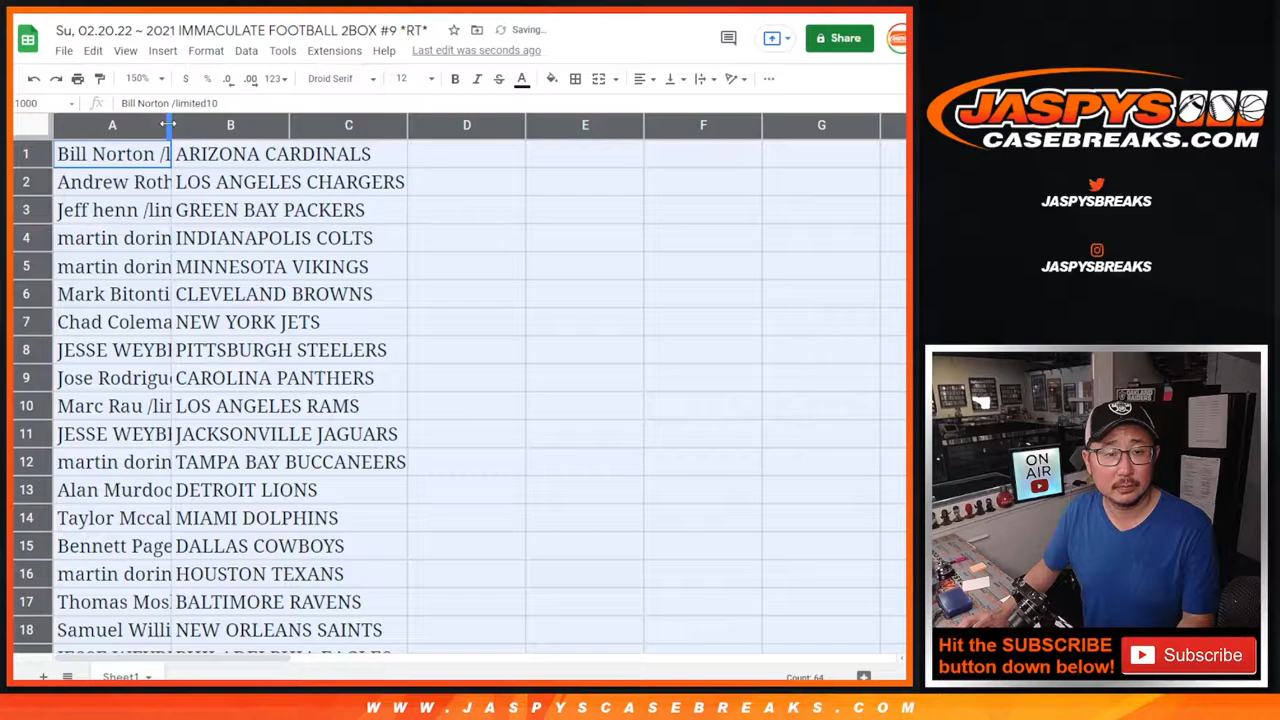 Su, 02.20.22 ~ 2021 IMMACULATE FOOTBALL 2BOX #9 *RT* Saving...
File Edit View Insert Format Data Tools Extensions Help Last edit was seconds ago
Share
150% $ % .0 .00 123 Droid Serif 12 B I S A
1000 fx Bill Norton /limited10
A B C D E F G
1 Bill Norton /l ARIZONA CARDINALS
2 Andrew Roth LOS ANGELES CHARGERS
3 Jeff henn /lin GREEN BAY PACKERS
4 martin dorin INDIANAPOLIS COLTS
5 martin dorin MINNESOTA VIKINGS
6 Mark Bitonti CLEVELAND BROWNS
7 Chad Colema NEW YORK JETS
8 JESSE WEYB PITTSBURGH STEELERS
9 Jose Rodrigu CAROLINA PANTHERS
10 Marc Rau /lin LOS ANGELES RAMS
11 JESSE WEYB JACKSONVILLE JAGUARS
12 martin dorin TAMPA BAY BUCCANEERS
13 Alan Murdoc DETROIT LIONS
14 Taylor Mccal MIAMI DOLPHINS
15 Bennett Page DALLAS COWBOYS
16 martin dorin HOUSTON TEXANS
17 Thomas Mos BALTIMORE RAVENS
18 Samuel Willi NEW ORLEANS SAINTS
Sheet1
Count: 64
JASPYS
CASEBREAKS.COM
JASPYSBREAKS
JASPYSBREAKS
ON
AIR
Hit the SUBSCRIBE
button down below!
Subscribe
WWW.JASPYSCASEBREAKS.COM